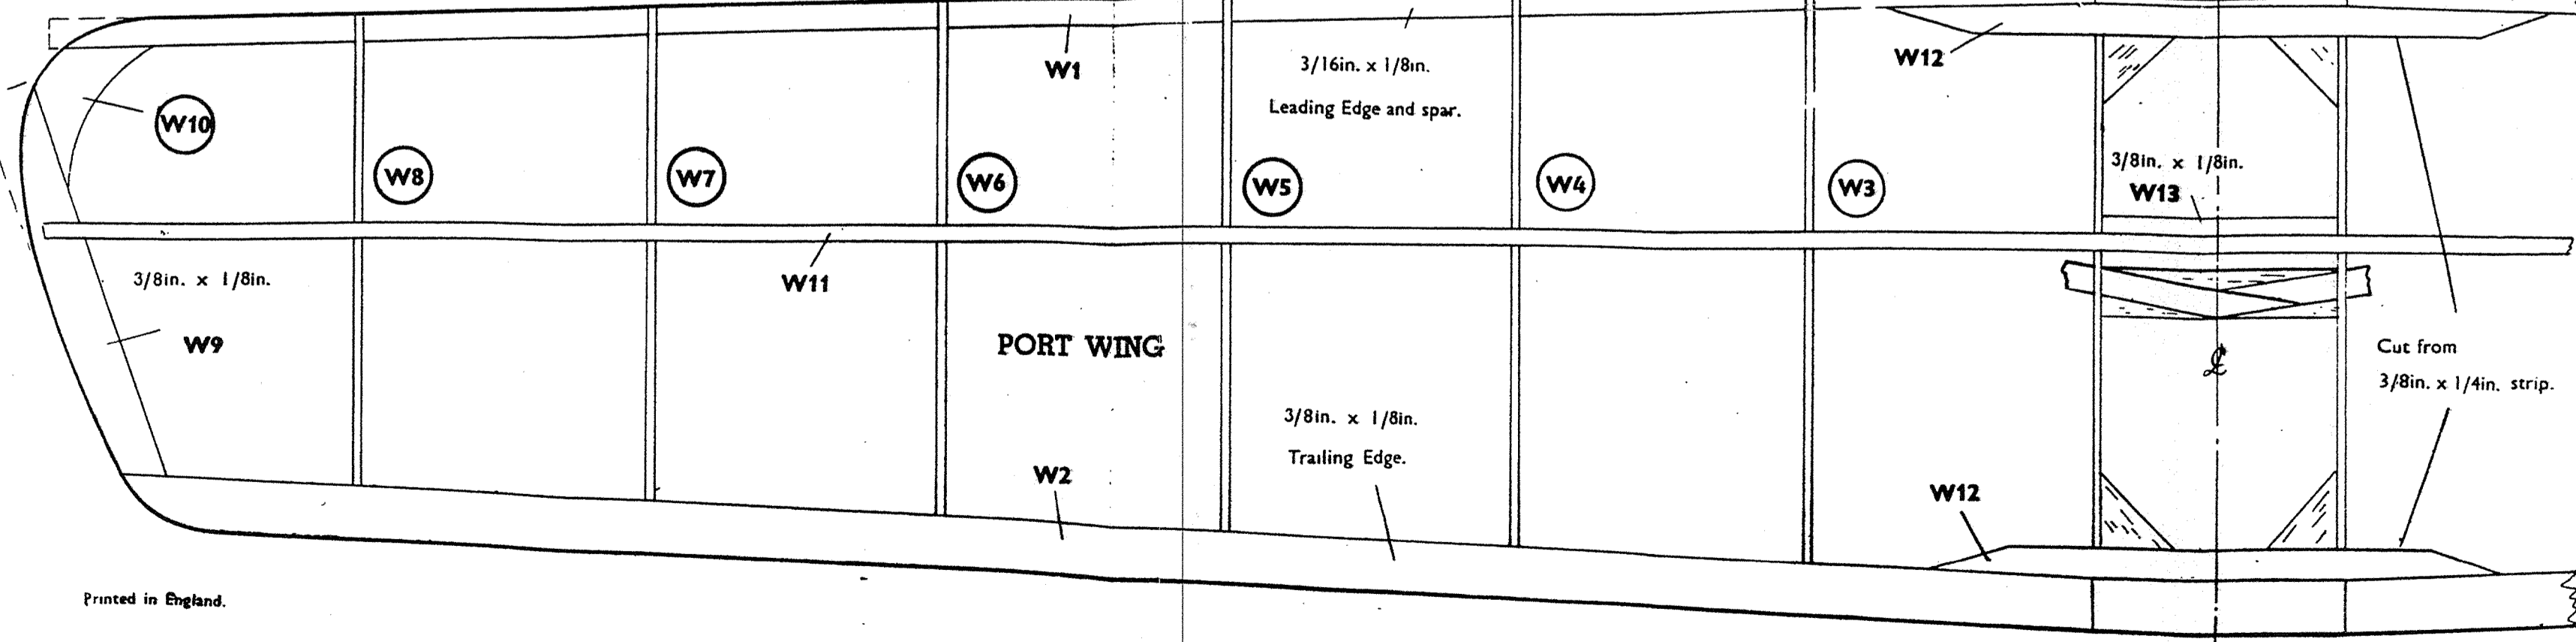 W1
3/16in. x 1/8in.
Leading Edge and spar.
W12
W10
W8
W7
W6
W5
W4
W3
3/8in. x 1/8in.
W13
3/8in. x 1/8in.
W11
W9
PORT WING
℄
Cut from
3/8in. x 1/4in. strip.
3/8in. x 1/8in.
Trailing Edge.
W2
W12
Printed in England.